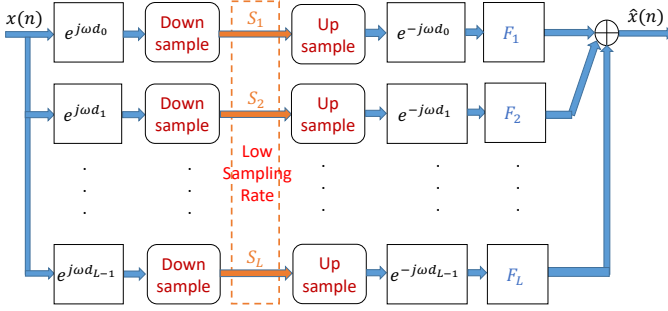 x(n) e^{jωd_0} Down sample S_1 Up sample e^{-jωd_0} F_1 x̂(n)
e^{jωd_1} Down sample S_2 Up sample e^{-jωd_1} F_2
Low Sampling Rate
. . . . .
. . . . .
. . . . .
e^{jωd_{L-1}} Down sample S_L Up sample e^{-jωd_{L-1}} F_L